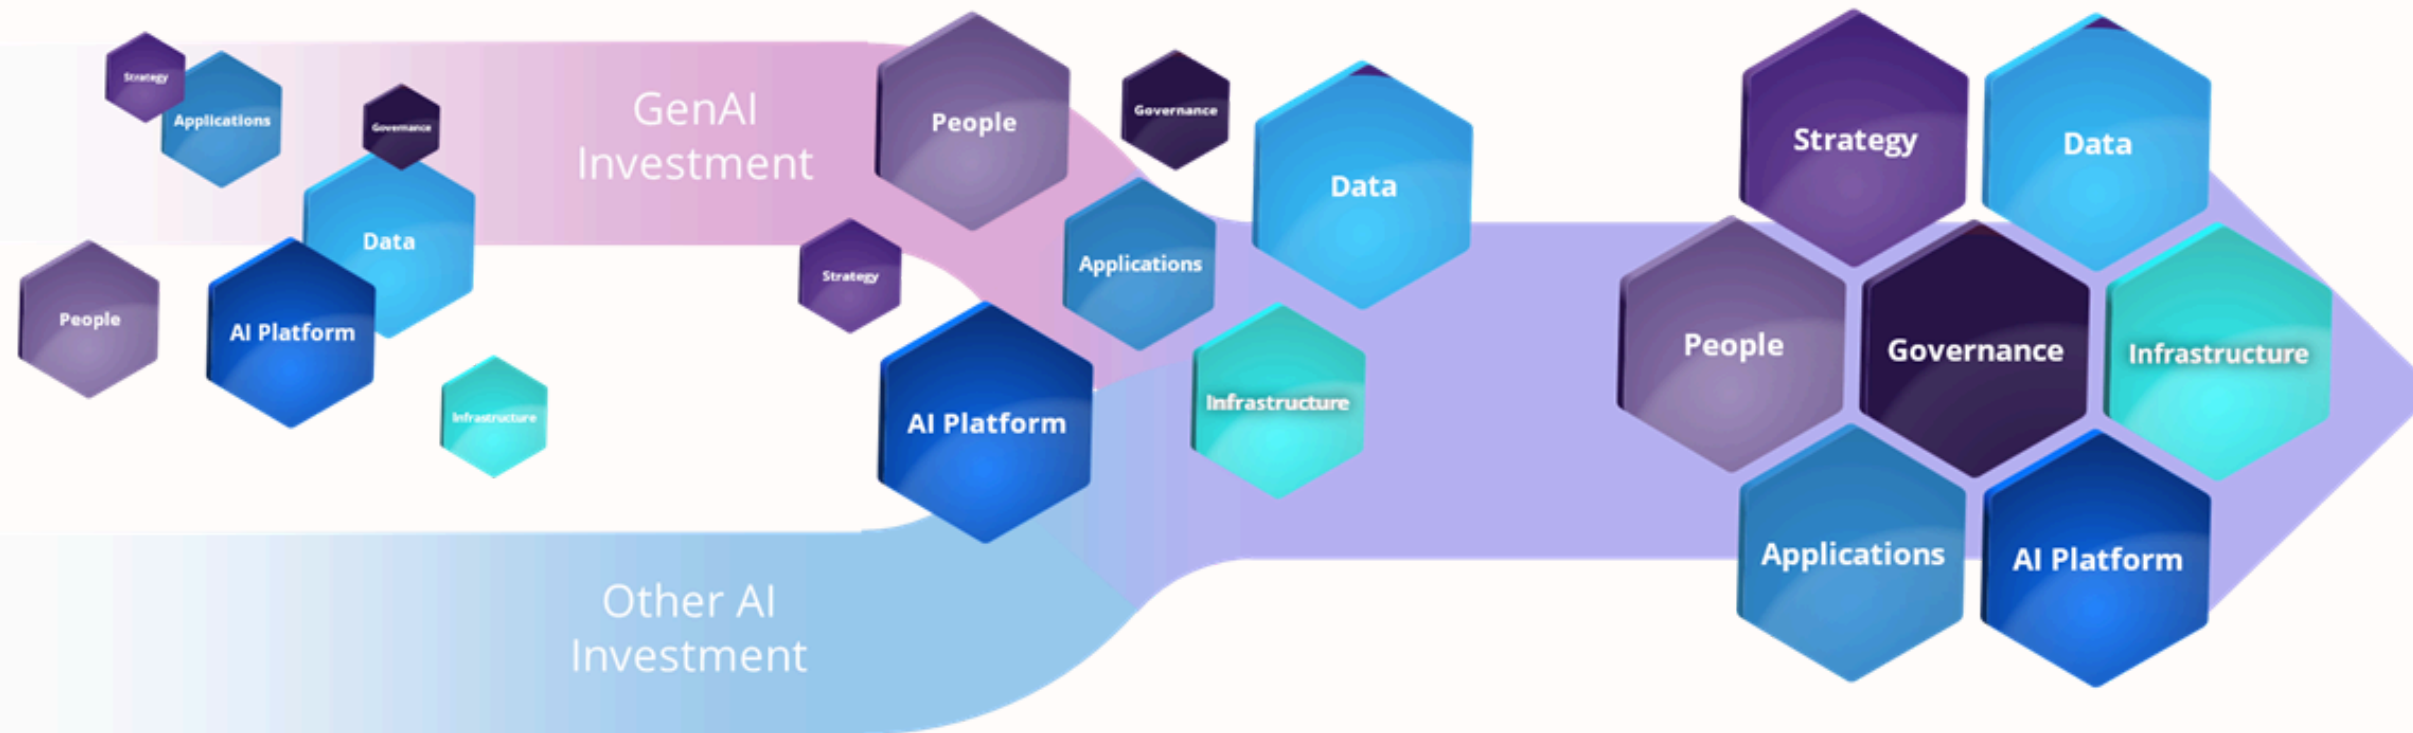 Strategy
Applications
Governance
Data
People
AI Platform
Infrastructure
GenAI
Investment
Other AI
Investment
People
Governance
Data
Strategy
Applications
AI Platform
Infrastructure
Strategy
Data
People
Governance
Infrastructure
Applications
AI Platform